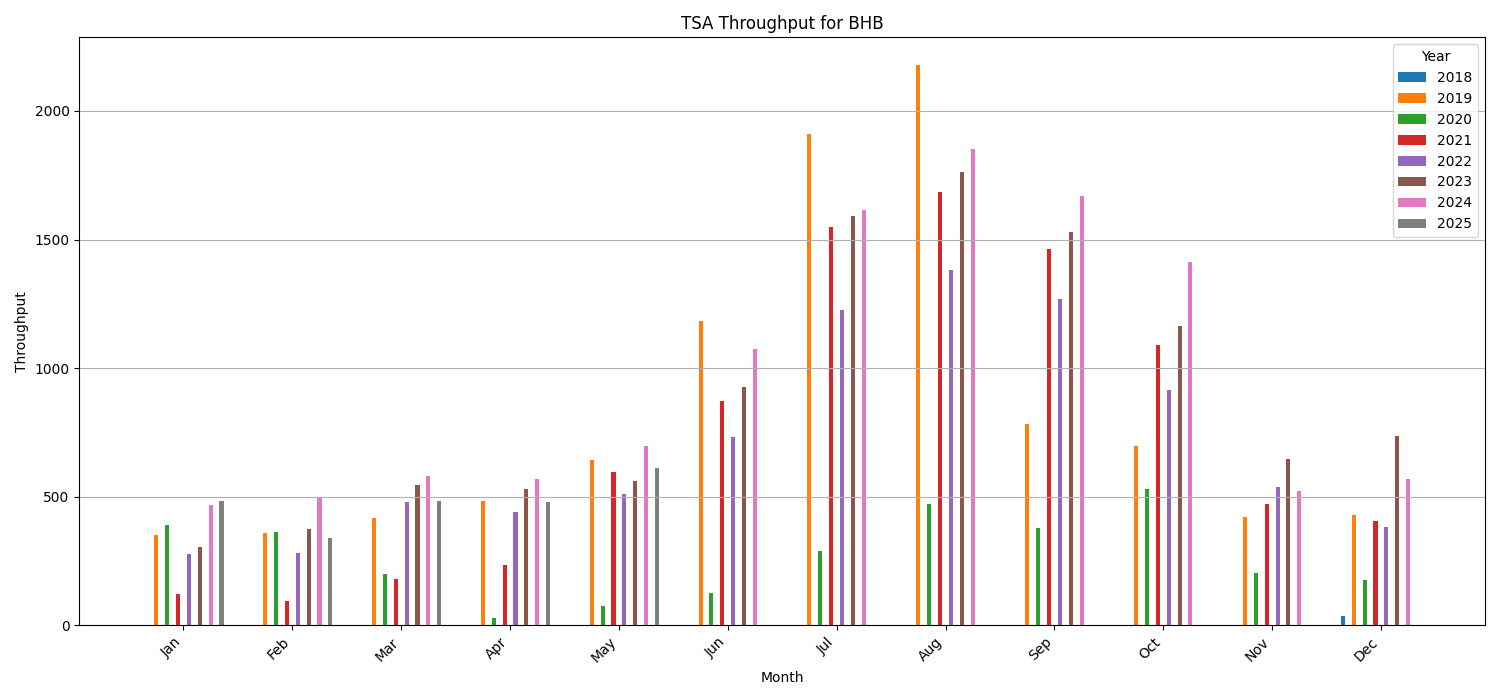 TSA Throughput for BHB
Throughput
2000
1500
1000
500
0
Year
2018
2019
2020
2021
2022
2023
2024
2025
Jan
Feb
Mar
Apr
May
Jun
Jul
Aug
Sep
Oct
Nov
Dec
Month